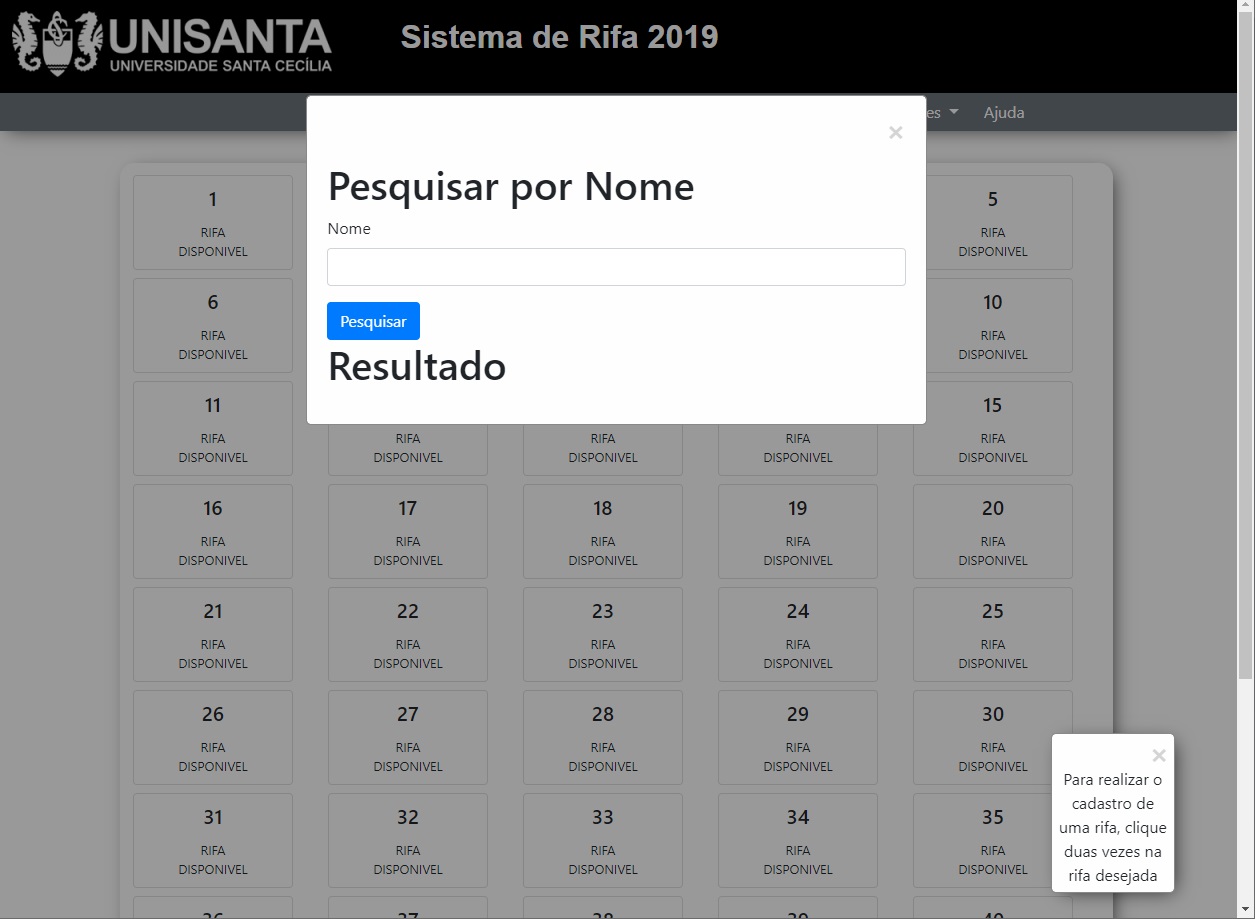 UNISANTA
UNIVERSIDADE SANTA CECÍLIA
Sistema de Rifa 2019
es
Ajuda
×
Pesquisar por Nome
Nome
Pesquisar
Resultado
1
RIFA
DISPONIVEL
5
RIFA
DISPONIVEL
6
RIFA
DISPONIVEL
10
RIFA
DISPONIVEL
11
RIFA
DISPONIVEL
RIFA
DISPONIVEL
RIFA
DISPONIVEL
RIFA
DISPONIVEL
15
RIFA
DISPONIVEL
16
RIFA
DISPONIVEL
17
RIFA
DISPONIVEL
18
RIFA
DISPONIVEL
19
RIFA
DISPONIVEL
20
RIFA
DISPONIVEL
21
RIFA
DISPONIVEL
22
RIFA
DISPONIVEL
23
RIFA
DISPONIVEL
24
RIFA
DISPONIVEL
25
RIFA
DISPONIVEL
26
RIFA
DISPONIVEL
27
RIFA
DISPONIVEL
28
RIFA
DISPONIVEL
29
RIFA
DISPONIVEL
30
RIFA
DISPONIVEL
31
RIFA
DISPONIVEL
32
RIFA
DISPONIVEL
33
RIFA
DISPONIVEL
34
RIFA
DISPONIVEL
35
RIFA
DISPONIVEL
×
Para realizar o
cadastro de
uma rifa, clique
duas vezes na
rifa desejada